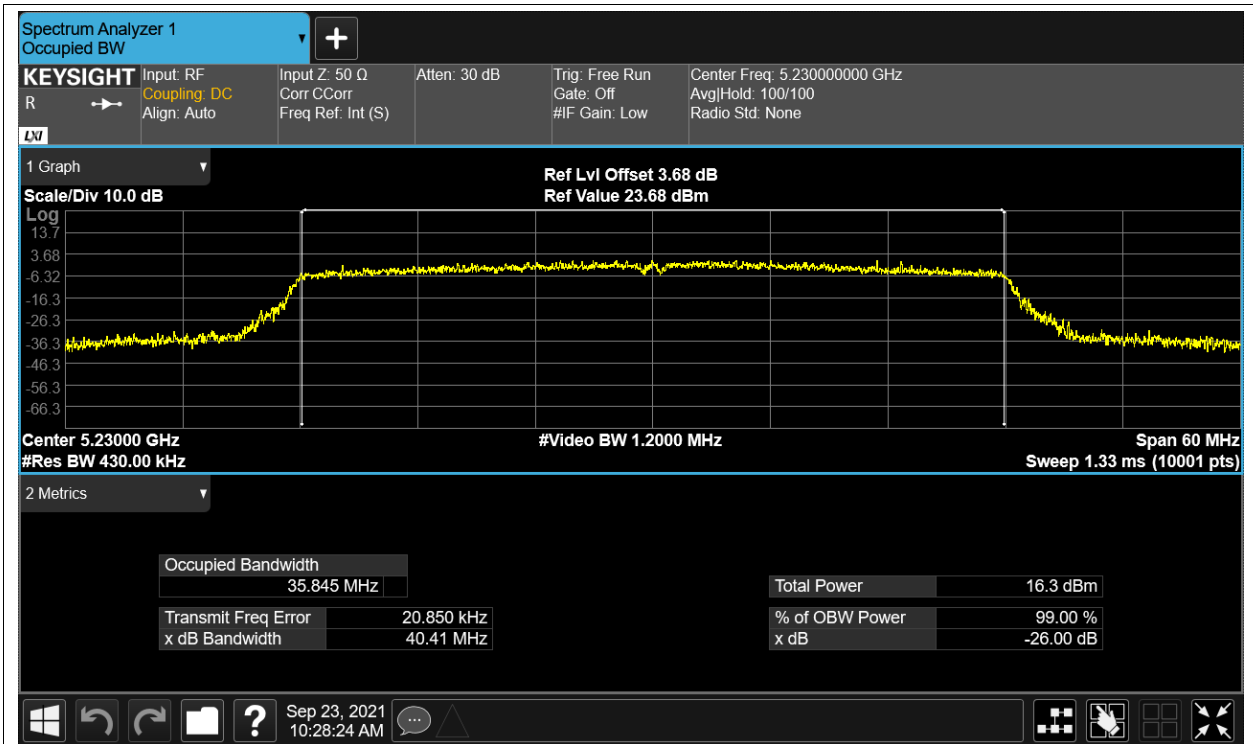 Spectrum Analyzer 1
Occupied BW
KEYSIGHT
R
LXI
Input: RF
Coupling: DC
Align: Auto
Input Z: 50 Ω
Corr CCorr
Freq Ref: Int (S)
Atten: 30 dB
Trig: Free Run
Gate: Off
#IF Gain: Low
Center Freq: 5.230000000 GHz
Avg|Hold: 100/100
Radio Std: None
1 Graph
Scale/Div 10.0 dB
Ref Lvl Offset 3.68 dB
Ref Value 23.68 dBm
Log
13.7
3.68
-6.32
-16.3
-26.3
-36.3
-46.3
-56.3
-66.3
Center 5.23000 GHz
#Video BW 1.2000 MHz
Span 60 MHz
#Res BW 430.00 kHz
Sweep 1.33 ms (10001 pts)
2 Metrics
Occupied Bandwidth
35.845 MHz
Transmit Freq Error 20.850 kHz
x dB Bandwidth 40.41 MHz
Total Power 16.3 dBm
% of OBW Power 99.00 %
x dB -26.00 dB
?
Sep 23, 2021
10:28:24 AM